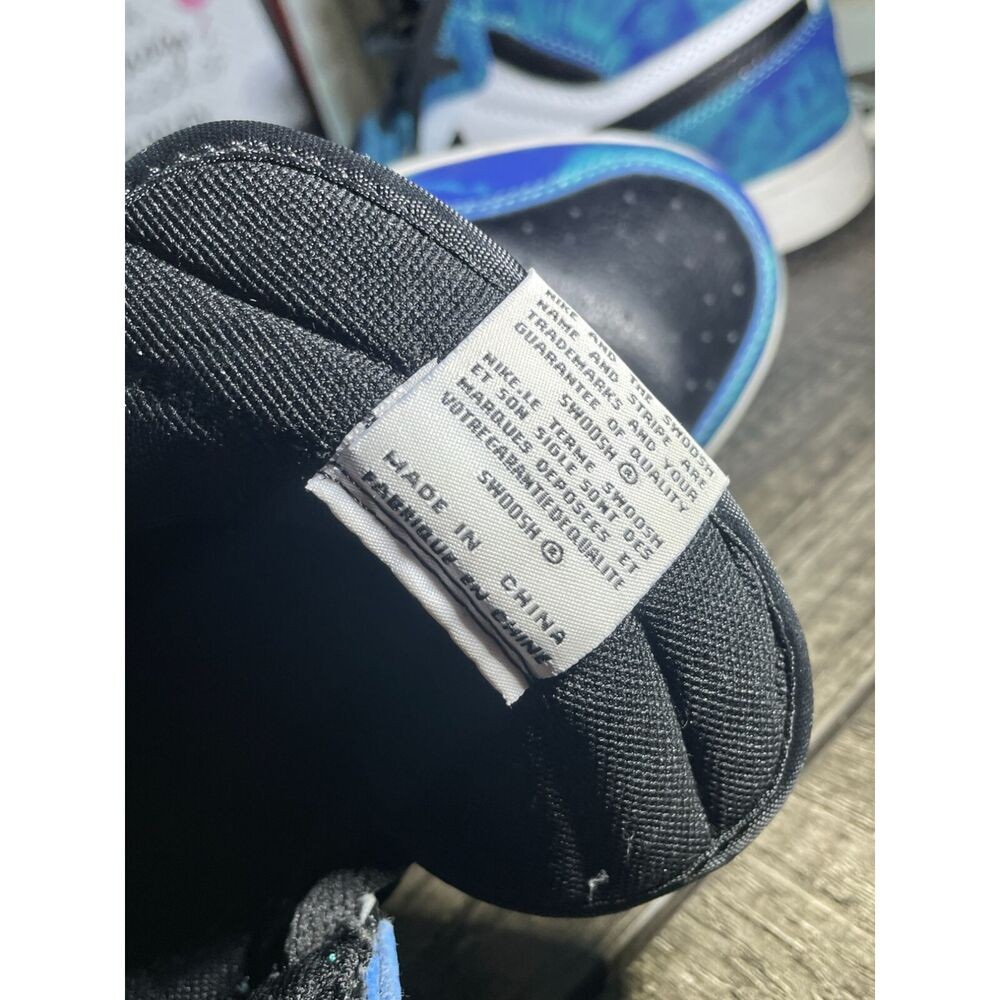 NIKE AND THE SWOOSH
NAME AND STRIPE ARE
TRADEMARKS AND YOUR
GUARANTEE OF QUALITY
SWOOSH ®
NIKE,LE TERME SWOOSH
ET SON SIGLE SONT DES
MARQUES DEPOSEES ET
VOTREGARANTIEDEQUALITE
SWOOSH ®
MADE IN CHINA
FABRIQUE EN CHINE